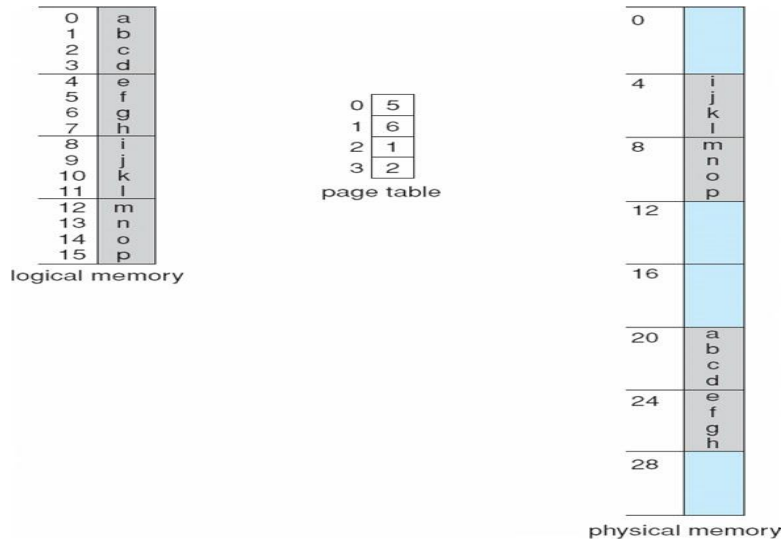 0 a
1 b
2 c
3 d
4 e
5 f
6 g
7 h
8 i
9 j
10 k
11 l
12 m
13 n
14 o
15 p
logical memory
0 5
1 6
2 1
3 2
page table
0
4 i
j
k
l
8 m
n
o
p
12
16
20 a
b
c
d
24 e
f
g
h
28
physical memory